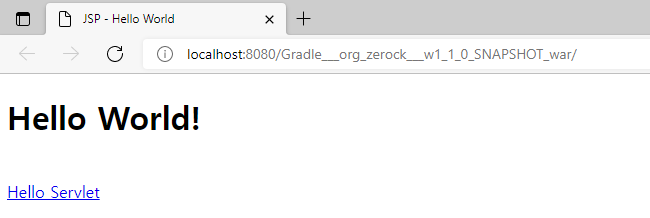 JSP - Hello World
localhost:8080/Gradle___org_zerock___w1_1_0_SNAPSHOT_war/
Hello World!
Hello Servlet